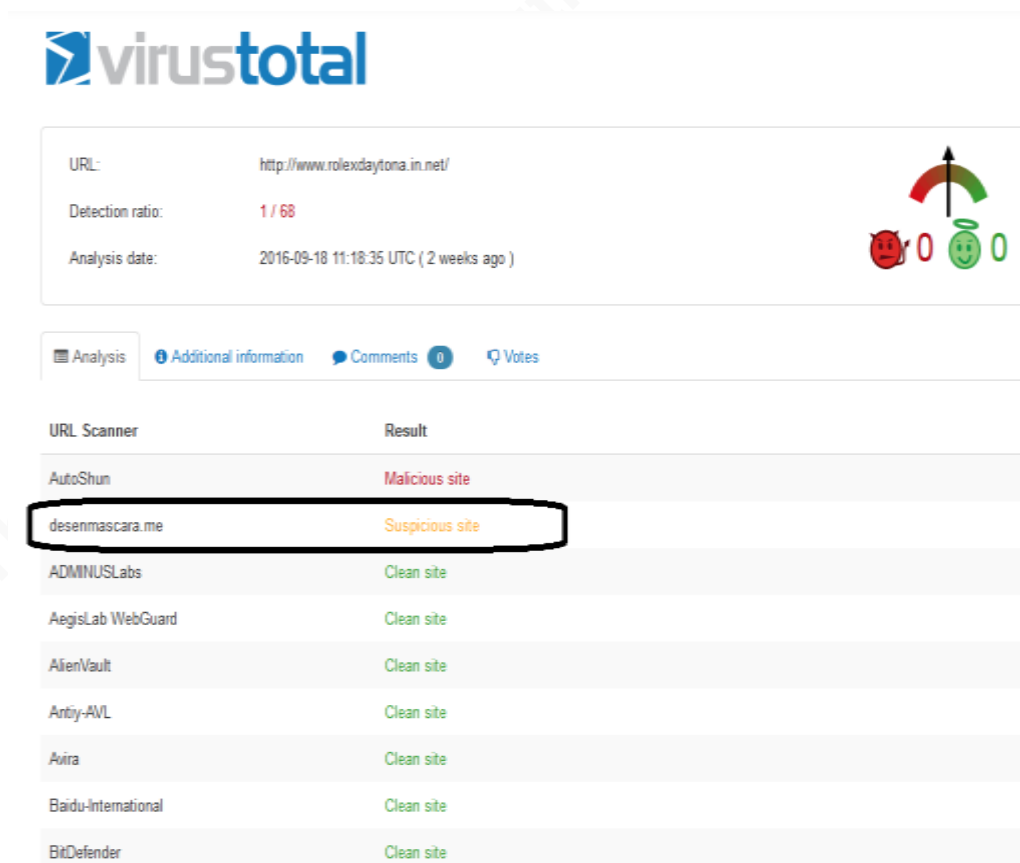 virustotal
URL: http://www.rolexdaytona.in.net/
Detection ratio: 1 / 68
Analysis date: 2016-09-18 11:18:35 UTC ( 2 weeks ago )
0 0
Analysis Additional information Comments 0 Votes
URL Scanner Result
AutoShun Malicious site
desenmascara.me Suspicious site
ADMINUSLabs Clean site
AegisLab WebGuard Clean site
AlienVault Clean site
Antiy-AVL Clean site
Avira Clean site
Baidu-International Clean site
BitDefender Clean site